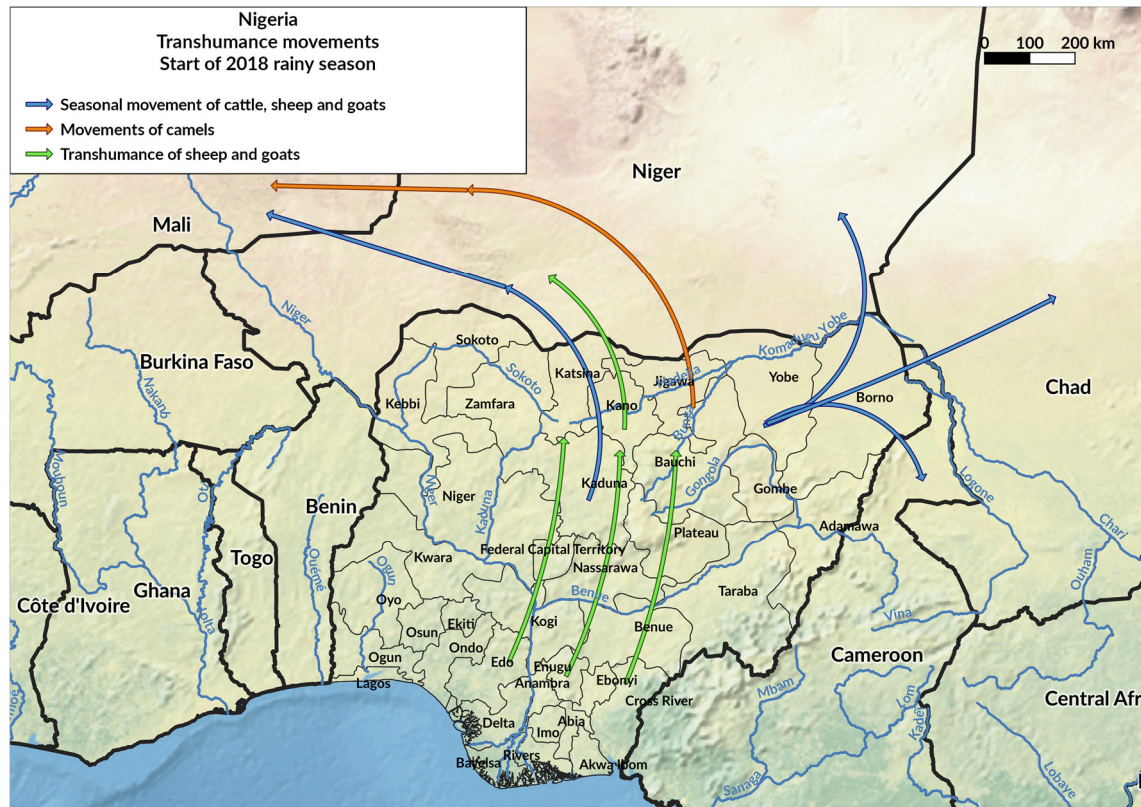 Nigeria
Transhumance movements
Start of 2018 rainy season
Seasonal movement of cattle, sheep and goats
Movements of camels
Transhumance of sheep and goats
0 100 200 km
Niger
Mali
Niger
Burkina Faso
Nakanó
Mouhoun
Sokoto
Sokoto
Katsina
Kebbi
Zamfara
Kano
Jigawa
Hadejia
Komadugu Yobe
Yobe
Borno
Chad
Bunga
Bauchi
Gongola
Gombe
Kaduna
Kaduna
Niger
Niger
Logone
Chari
Ouham
Oti
Benin
Togo
Ouémé
Ghana
Volta
Côte d'Ivoire
Adamawa
Plateau
Federal Capital Territory
Nassarawa
Kwara
Ogun
Oyo
Benue
Taraba
Vina
Kogi
Benue
Ekiti
Osun
Ondo
Ogun
Edo
Enugu
Anambra
Ebonyi
Lagos
Cross River
Cameroon
Mbam
Lom
Kadéï
Central Afr
Delta
Abia
Imo
Rivers
Bayelsa
Akwa Ibom
Sanaga
Lobaye